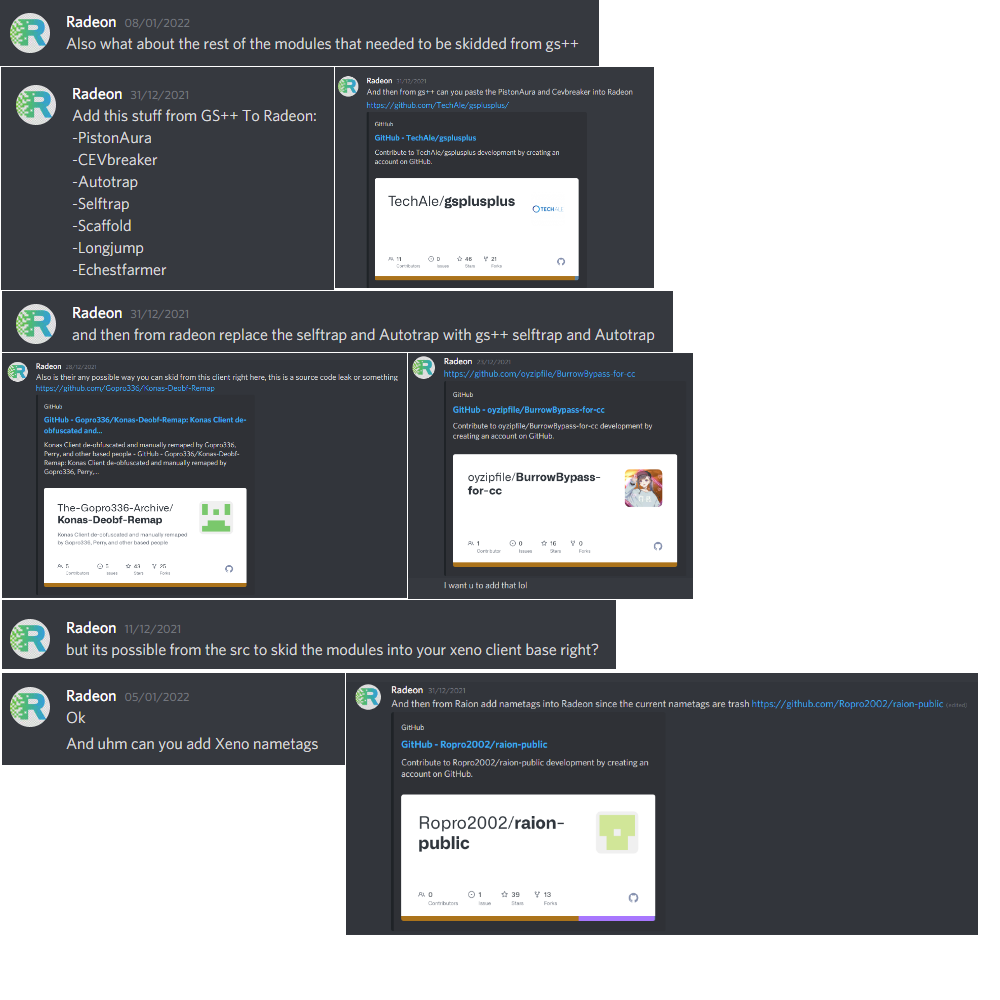 Radeon 08/01/2022
Also what about the rest of the modules that needed to be skidded from gs++
Radeon 31/12/2021
Add this stuff from GS++ To Radeon:
-PistonAura
-CEVbreaker
-Autotrap
-Selftrap
-Scaffold
-Longjump
-Echestfarmer
Radeon 31/12/2021
And then from gs++ can you paste the PistonAura and Cevbreaker into Radeon
https://github.com/TechAle/gsplusplus/
GitHub
GitHub - TechAle/gsplusplus
Contribute to TechAle/gsplusplus development by creating an
account on GitHub.
TechAle/gsplusplus
TECHALE
11 Contributors
0 Issues
46 Stars
21 Forks
Radeon 31/12/2021
and then from radeon replace the selftrap and Autotrap with gs++ selftrap and Autotrap
Radeon
Also is their any possible way you can skid from this client right here, this is a source code leak or something
https://github.com/Gopro336/Konas-Deobf-Remap
GitHub
GitHub - Gopro336/Konas-Deobf-Remap: Konas Client de-
obfuscated and...
Konas Client de-obfuscated and manually remaped by Gopro336,
Perry, and other based people - GitHub - Gopro336/Konas-Deobf-
Remap: Konas Client de-obfuscated and manually remaped by
Gopro336, Perry,...
The-Gopro336-Archive/
Konas-Deobf-Remap
Konas Client de-obfuscated and manually remaped
by Gopro336, Perry, and other based people
5 Contributors
5 Issues
43 Stars
25 Forks
Radeon
https://github.com/oyzipfile/BurrowBypass-for-cc
GitHub
GitHub - oyzipfile/BurrowBypass-for-cc
Contribute to oyzipfile/BurrowBypass-for-cc development by
creating an account on GitHub.
oyzipfile/BurrowBypass-
for-cc
1 Contributor
0 Issues
16 Stars
0 Forks
I want u to add that lol
Radeon 11/12/2021
but its possible from the src to skid the modules into your xeno client base right?
Radeon 05/01/2022
Ok
And uhm can you add Xeno nametags
Radeon 31/12/2021
And then from Raion add nametags into Radeon since the current nametags are trash https://github.com/Ropro2002/raion-public (edited)
GitHub
GitHub - Ropro2002/raion-public
Contribute to Ropro2002/raion-public development by creating an
account on GitHub.
Ropro2002/raion-
public
0 Contributors
1 Issue
39 Stars
13 Forks